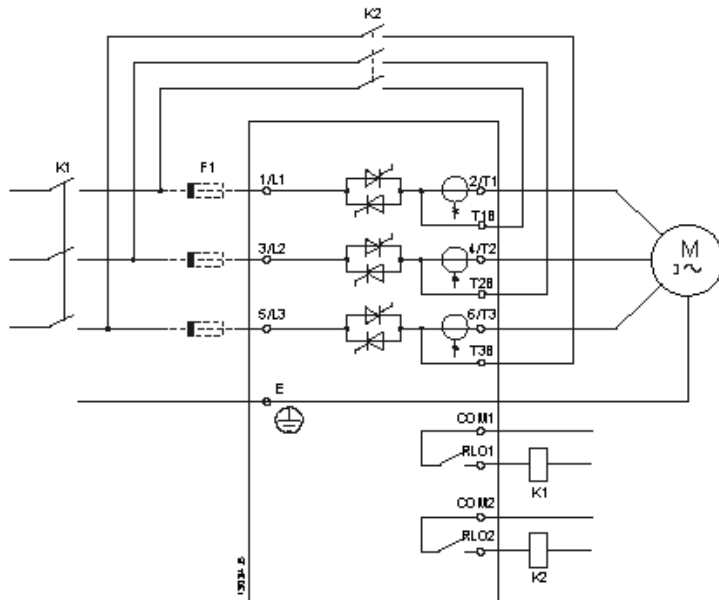 K2
K1
F1
1/L1
2/T1
T1B
3/L2
4/T2
T2B
5/L3
6/T3
T3B
M
3~
E
COM1
RLO1
K1
COM2
RLO2
K2